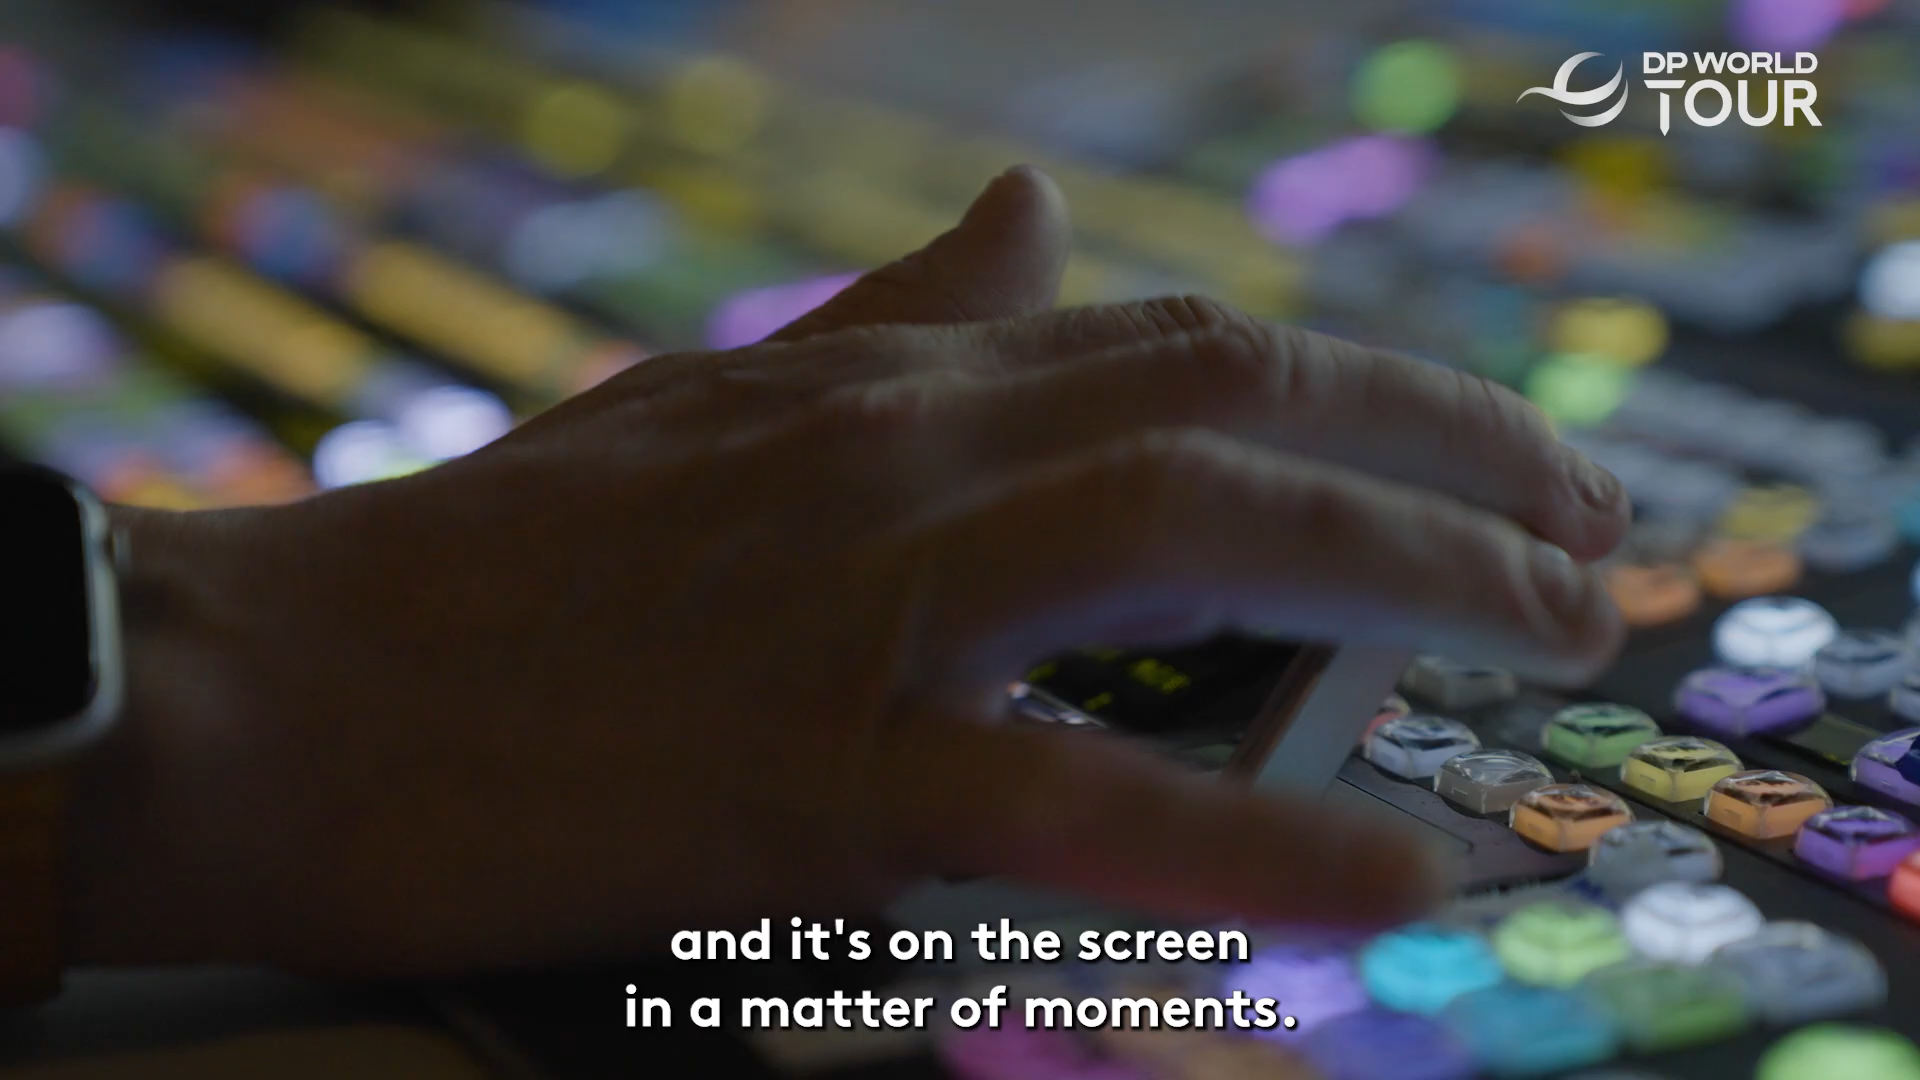 DP WORLD
TOUR
and it's on the screen
in a matter of moments.